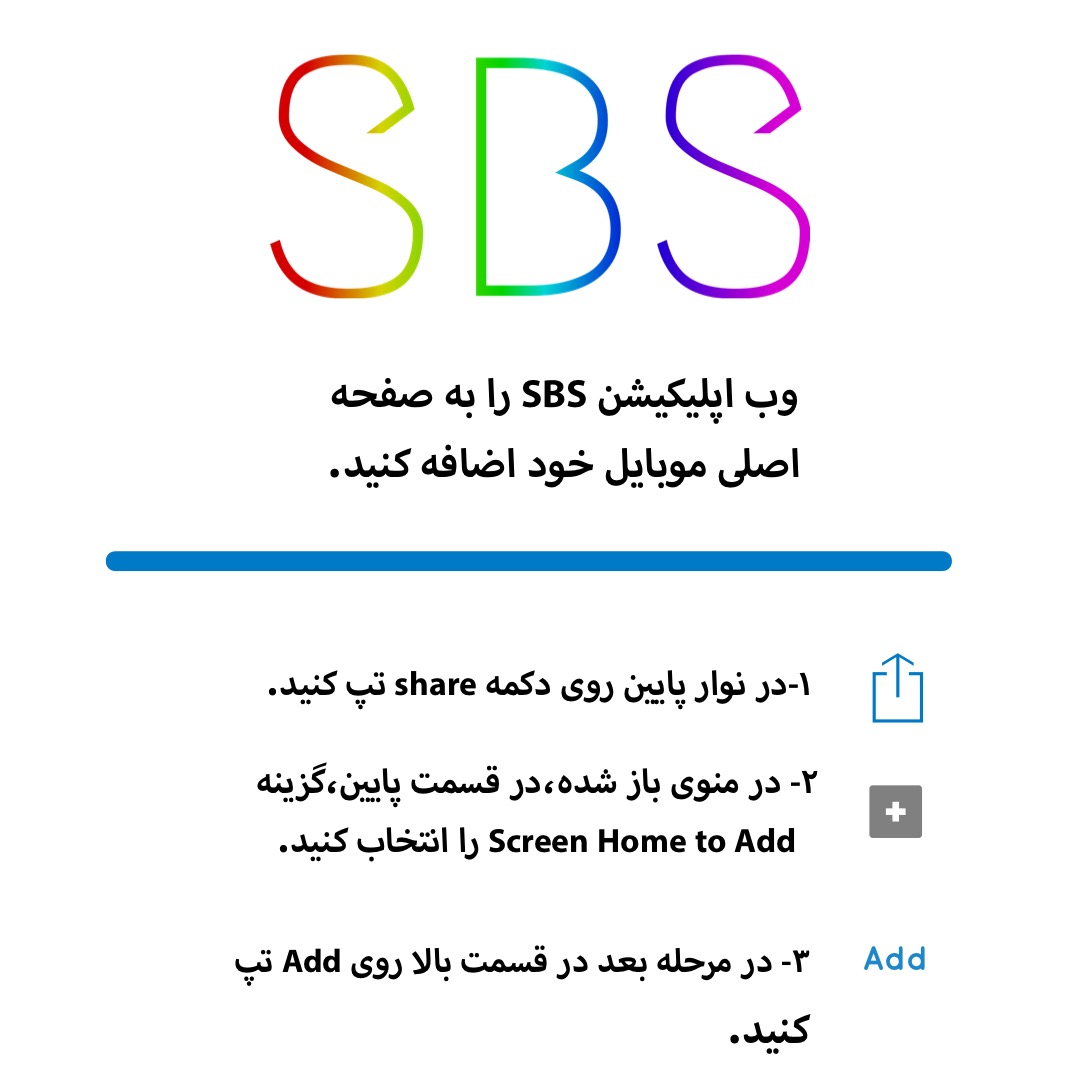 SBS
وب اپلیکیشن SBS را به صفحه
اصلی موبایل خود اضافه کنید.
۱-در نوار پایین روی دکمه share تپ کنید.
۲- در منوی باز شده،در قسمت پایین،گزینه
Screen Home to Add را انتخاب کنید.
۳- در مرحله بعد در قسمت بالا روی Add تپ
کنید.
Add